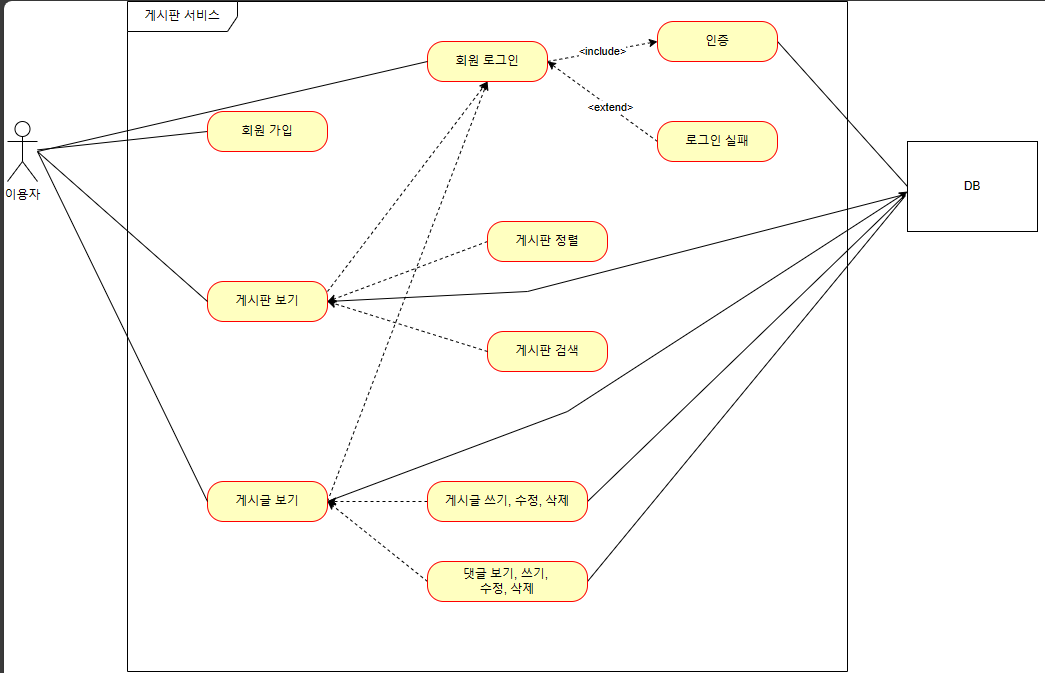 게시판 서비스
회원 로그인
<include>
인증
<extend>
회원 가입
로그인 실패
이용자
DB
게시판 정렬
게시판 보기
게시판 검색
게시글 보기
게시글 쓰기, 수정, 삭제
댓글 보기, 쓰기,
수정, 삭제